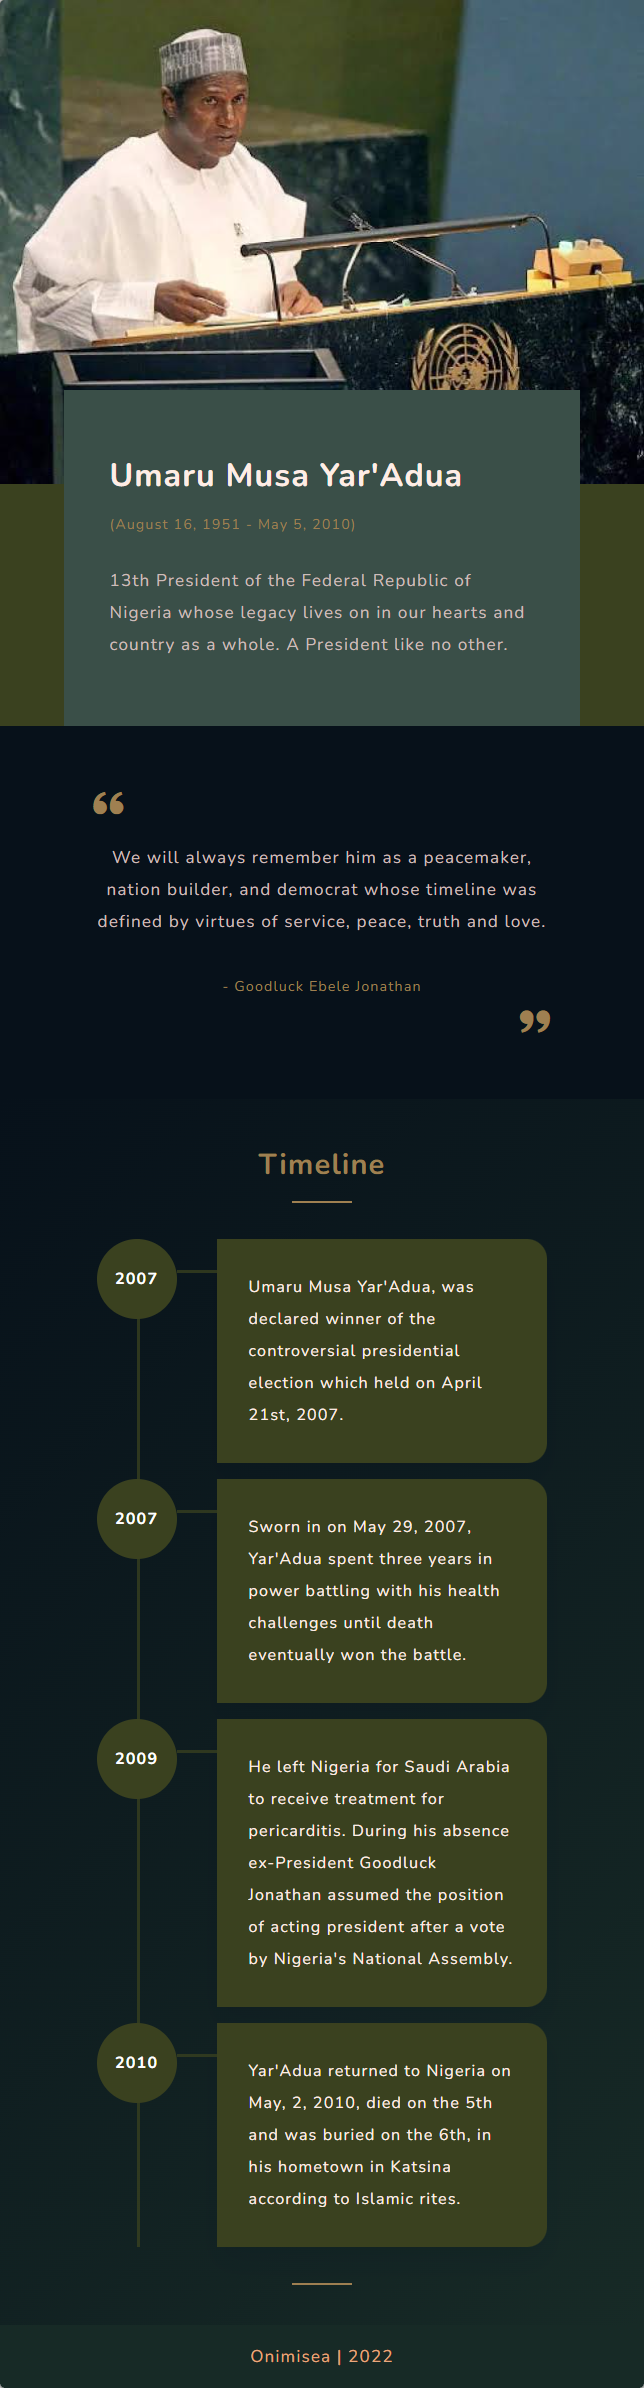 Umaru Musa Yar'Adua
(August 16, 1951 - May 5, 2010)
13th President of the Federal Republic of
Nigeria whose legacy lives on in our hearts and
country as a whole. A President like no other.
“
We will always remember him as a peacemaker,
nation builder, and democrat whose timeline was
defined by virtues of service, peace, truth and love.
- Goodluck Ebele Jonathan
”
Timeline
2007
Umaru Musa Yar'Adua, was
declared winner of the
controversial presidential
election which held on April
21st, 2007.
2007
Sworn in on May 29, 2007,
Yar'Adua spent three years in
power battling with his health
challenges until death
eventually won the battle.
2009
He left Nigeria for Saudi Arabia
to receive treatment for
pericarditis. During his absence
ex-President Goodluck
Jonathan assumed the position
of acting president after a vote
by Nigeria's National Assembly.
2010
Yar'Adua returned to Nigeria on
May, 2, 2010, died on the 5th
and was buried on the 6th, in
his hometown in Katsina
according to Islamic rites.
Onimisea | 2022